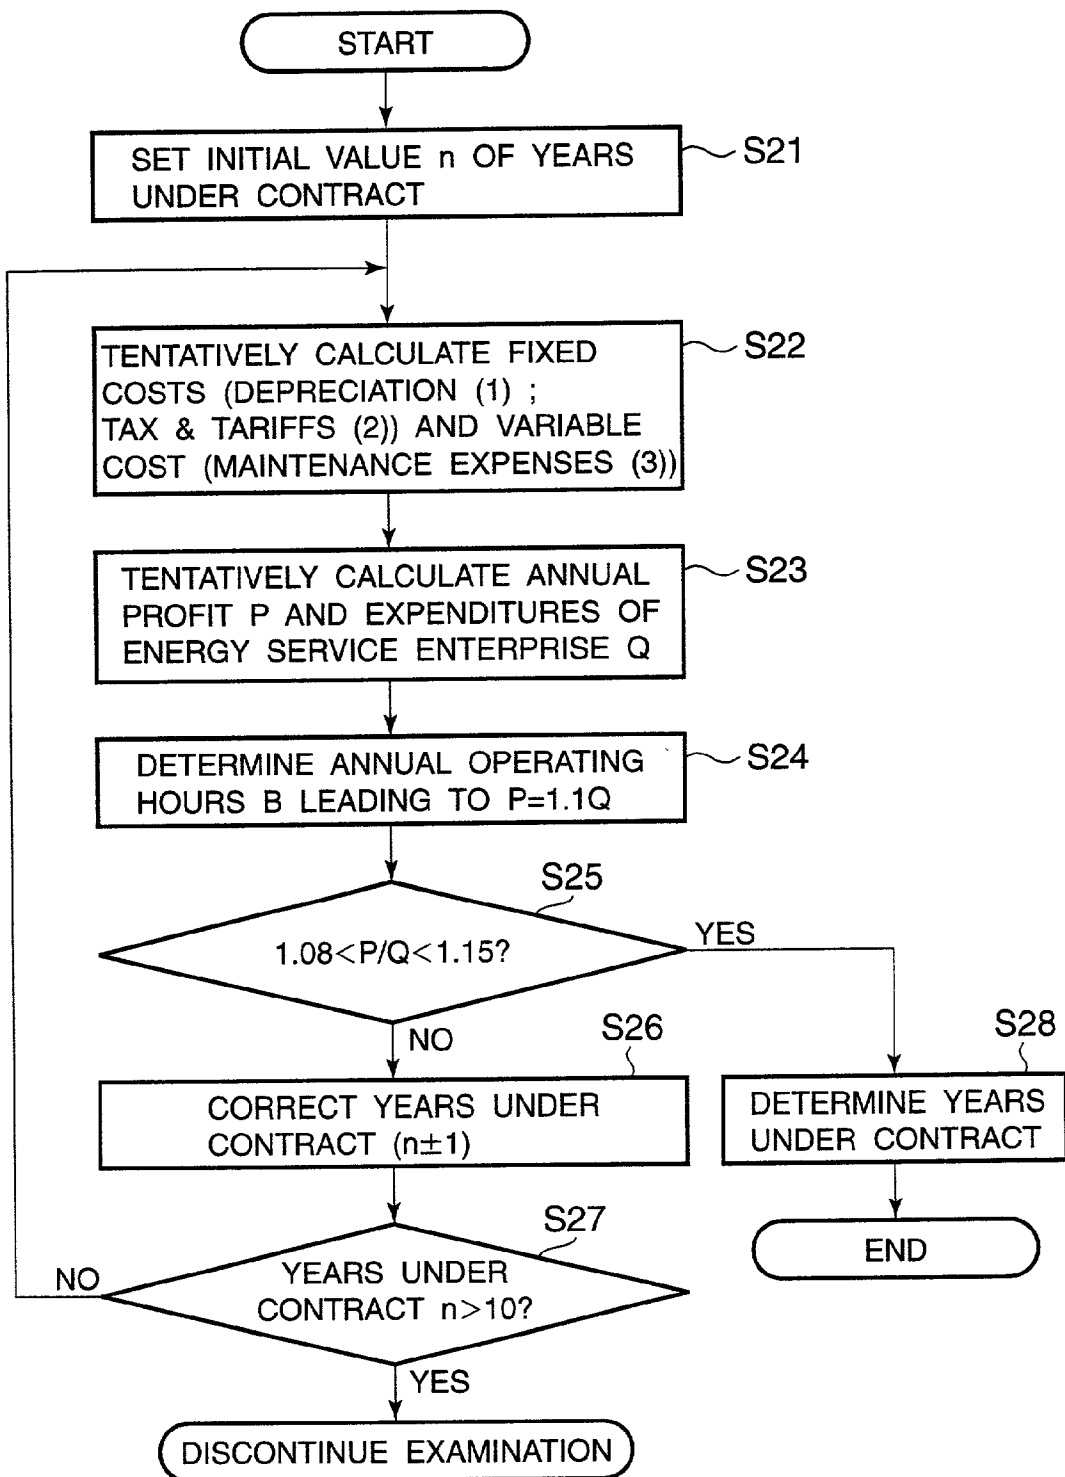 START
SET INITIAL VALUE n OF YEARS
UNDER CONTRACT
S21
TENTATIVELY CALCULATE FIXED
COSTS (DEPRECIATION (1) ;
TAX & TARIFFS (2)) AND VARIABLE
COST (MAINTENANCE EXPENSES (3))
S22
TENTATIVELY CALCULATE ANNUAL
PROFIT P AND EXPENDITURES OF
ENERGY SERVICE ENTERPRISE Q
S23
DETERMINE ANNUAL OPERATING
HOURS B LEADING TO P=1.1Q
S24
S25
1.08<P/Q<1.15?
YES
NO
S26
CORRECT YEARS UNDER
CONTRACT (n±1)
S28
DETERMINE YEARS
UNDER CONTRACT
S27
YEARS UNDER
CONTRACT n>10?
NO
END
YES
DISCONTINUE EXAMINATION